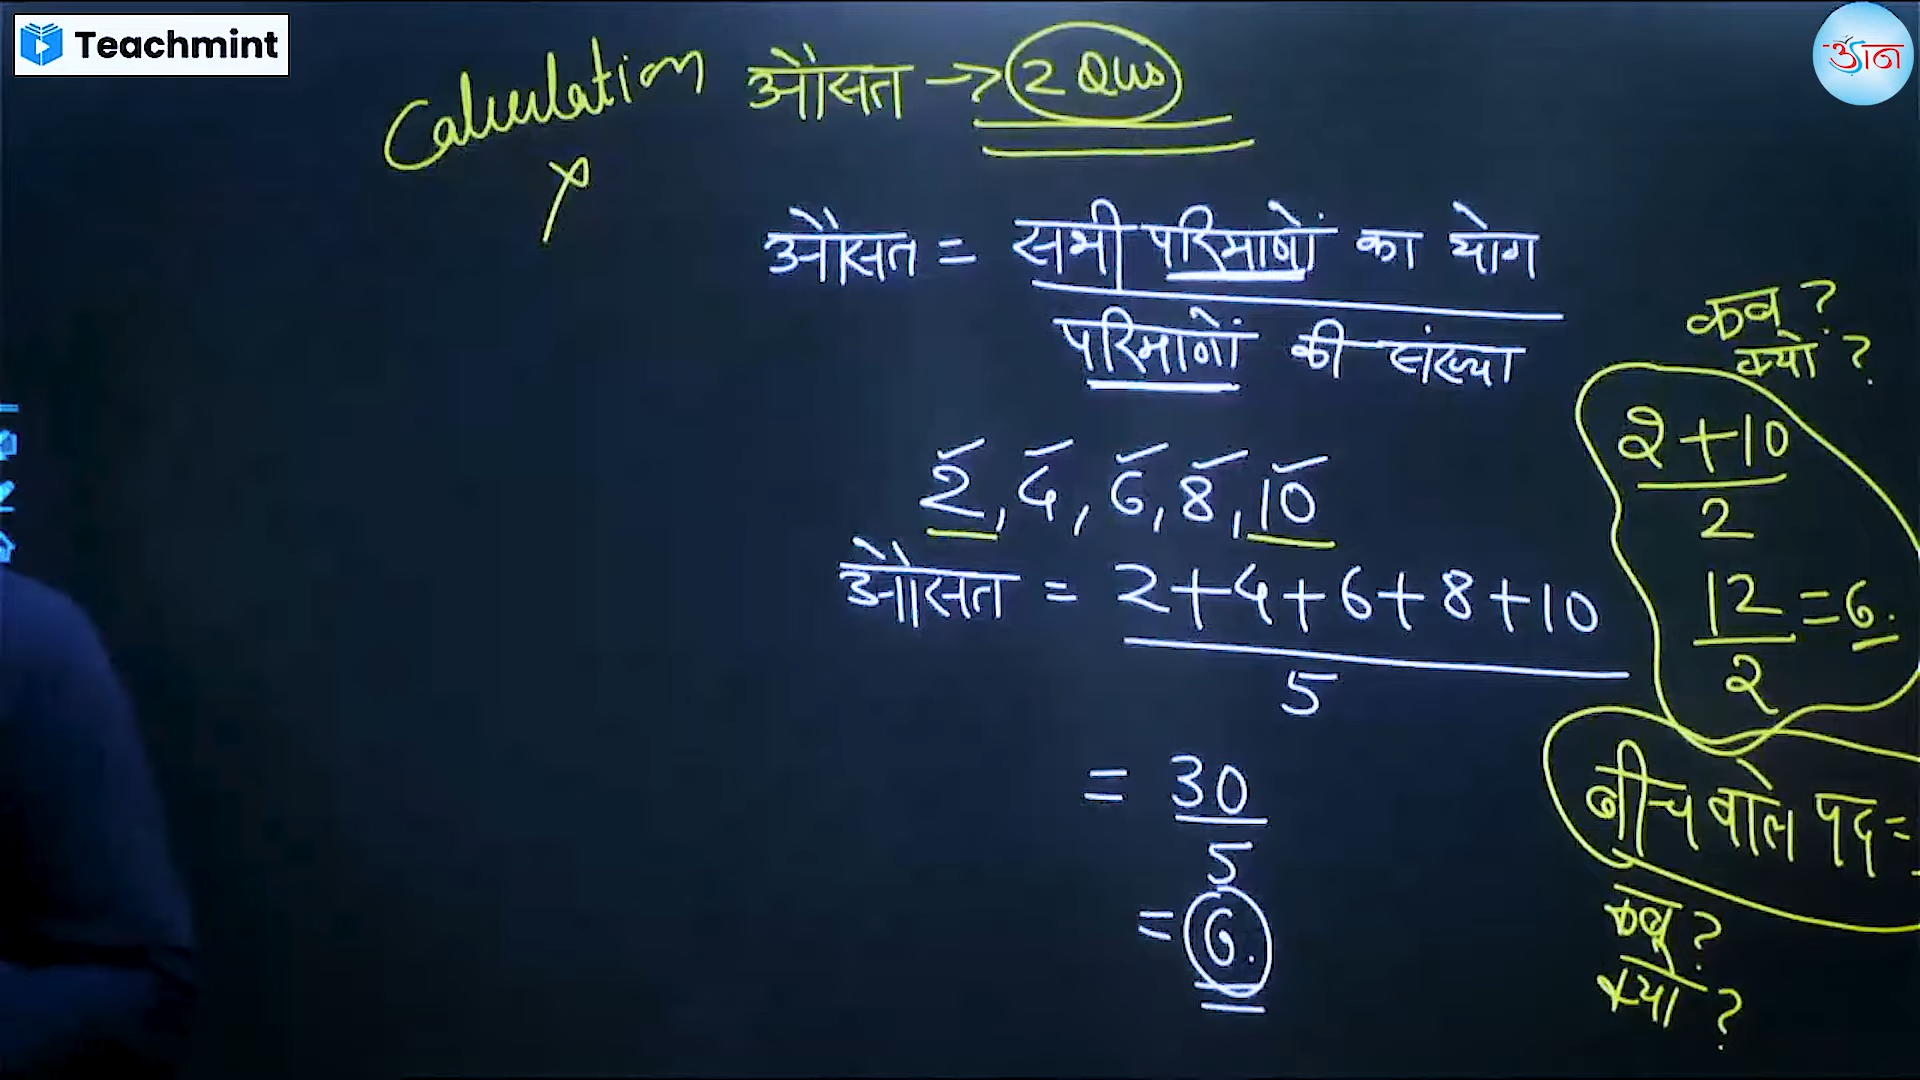 Teachmint
ज्ञान
Calculation औसत → 2 Qus
औसत = सभी परिमाणों का योग
परिमाणों की संख्या
2, 4, 6, 8, 10
औसत = 2+4+6+8+10
5
= 30
5
= 6.
कब ?
क्यों ?
2+10
2
12 = 6.
2
बीच वाले पद =
कब ?
क्यों ?